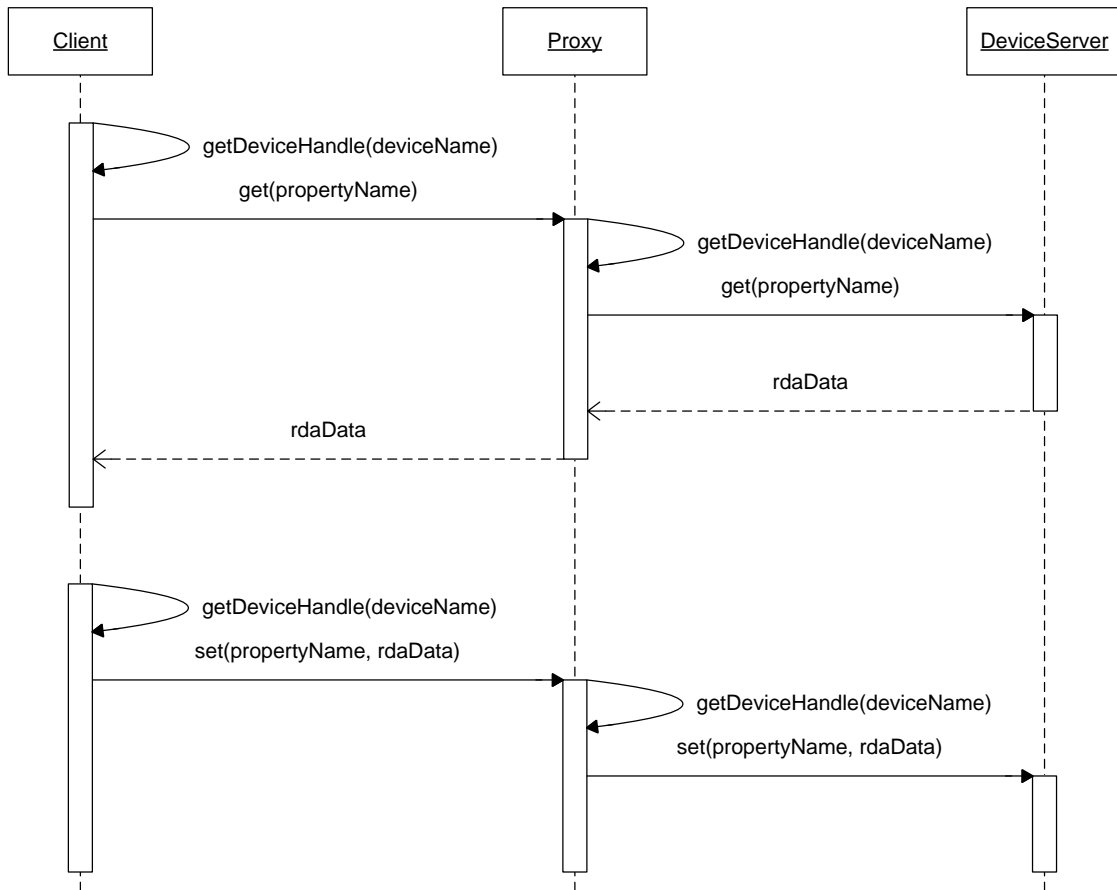 Client
Proxy
DeviceServer
getDeviceHandle(deviceName)
get(propertyName)
getDeviceHandle(deviceName)
get(propertyName)
rdaData
rdaData
getDeviceHandle(deviceName)
set(propertyName, rdaData)
getDeviceHandle(deviceName)
set(propertyName, rdaData)